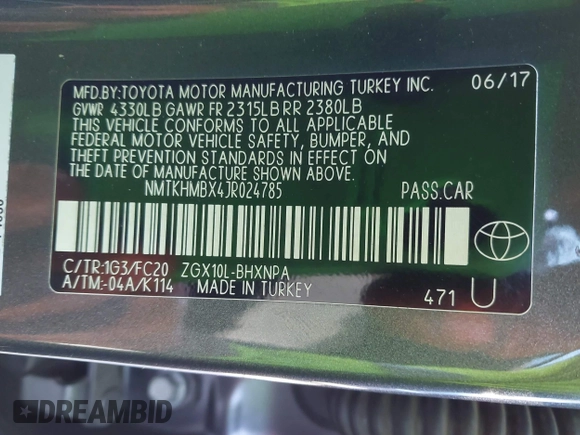 MFD.BY:TOYOTA MOTOR MANUFACTURING TURKEY INC. 06/17
GVWR 4330LB GAWR FR 2315LB RR 2380LB
THIS VEHICLE CONFORMS TO ALL APPLICABLE
FEDERAL MOTOR VEHICLE SAFETY, BUMPER, AND
THEFT PREVENTION STANDARDS IN EFFECT ON
THE DATE OF MANUFACTURE SHOWN ABOVE.
NMTKHMBX4JR024785 PASS.CAR
C/TR:1G3/FC20 ZGX10L-BHXNPA
A/TM:-04A/K114 MADE IN TURKEY 471 U
DREAMBID